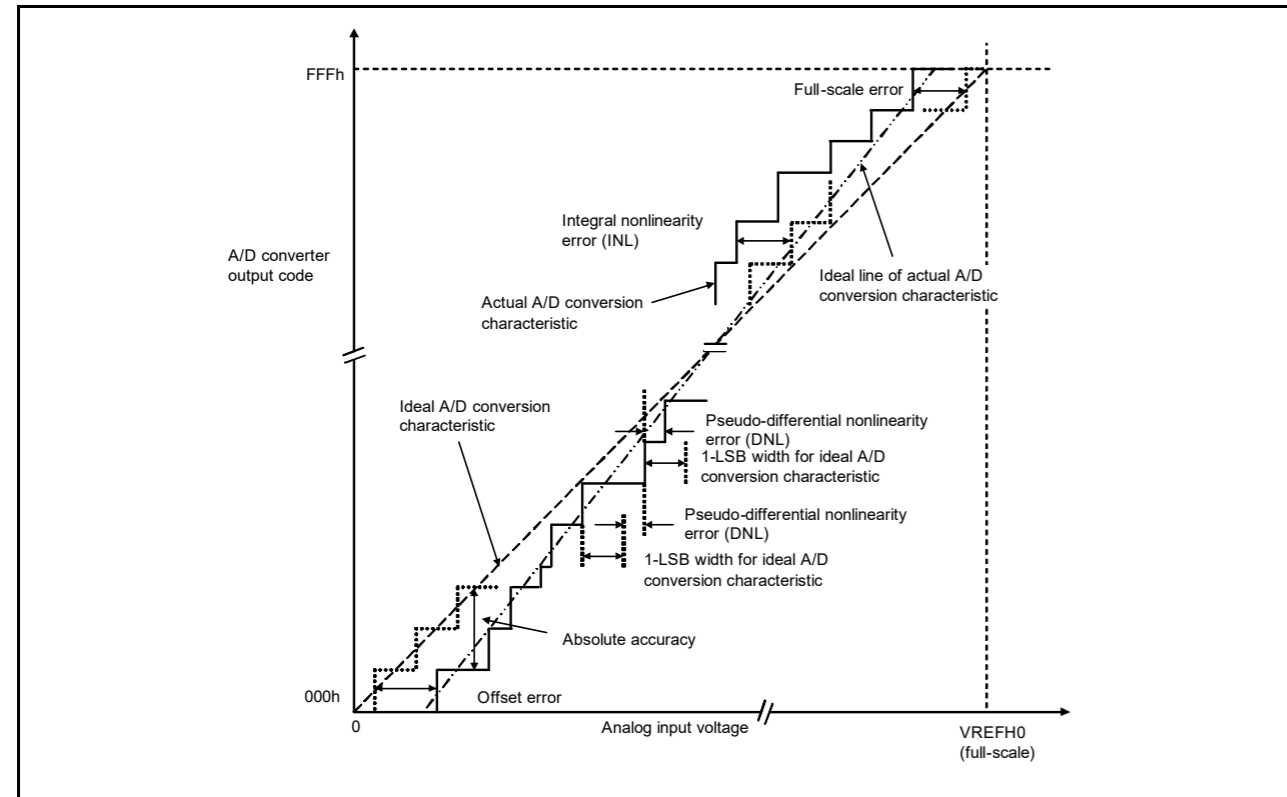 FFFh
Full-scale error
Integral nonlinearity
error (INL)
A/D converter
output code
Ideal line of actual A/D
conversion characteristic
Actual A/D conversion
characteristic
Ideal A/D conversion
characteristic
Pseudo-differential nonlinearity
error (DNL)
1-LSB width for ideal A/D
conversion characteristic
Pseudo-differential nonlinearity
error (DNL)
1-LSB width for ideal A/D
conversion characteristic
Absolute accuracy
000h
Offset error
0
Analog input voltage
VREFH0
(full-scale)